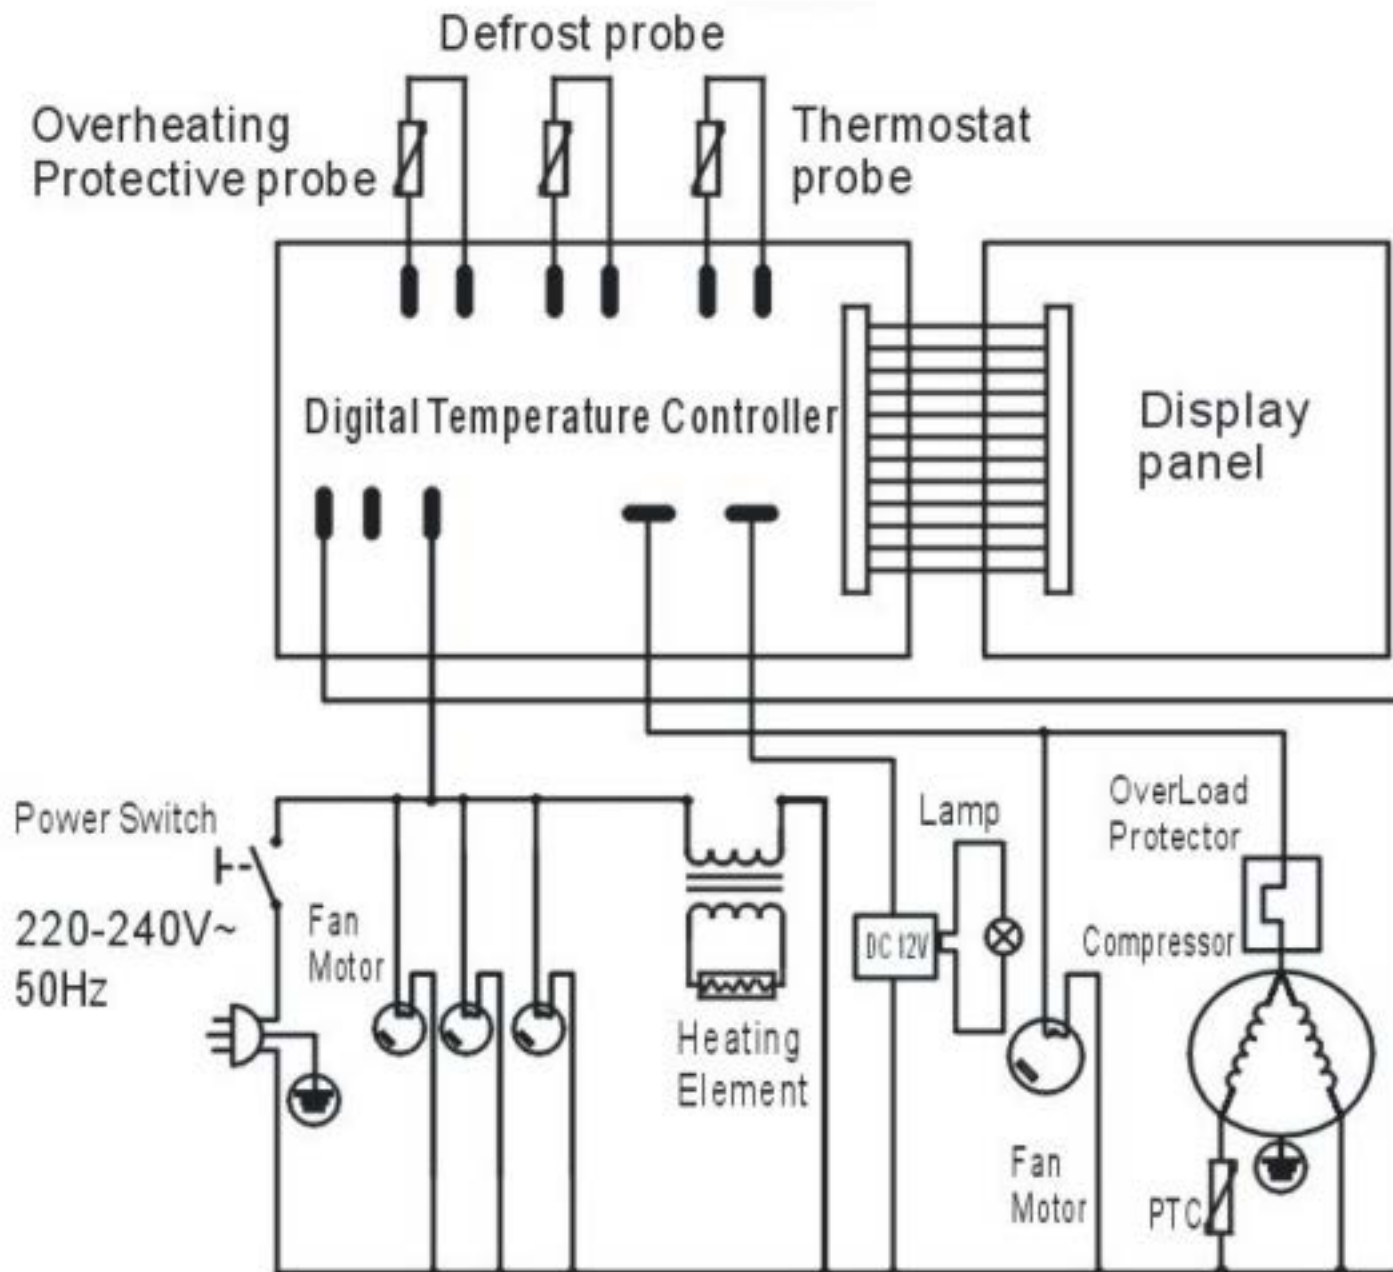 Defrost probe
Overheating
Protective probe
Thermostat
probe
Digital Temperature Controller
Display
panel
Power Switch
220-240V~
50Hz
Fan
Motor
Heating
Element
Lamp
DC 12V
OverLoad
Protector
Compressor
Fan
Motor
PTC